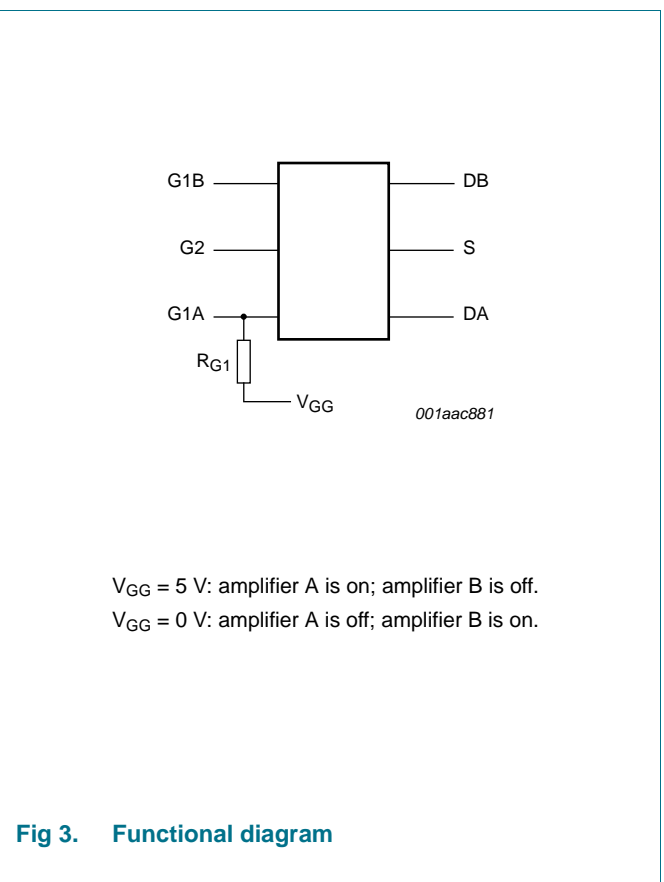 G1B DB
G2 S
G1A DA
RG1
VGG
001aac881
VGG = 5 V: amplifier A is on; amplifier B is off.
VGG = 0 V: amplifier A is off; amplifier B is on.
Fig 3. Functional diagram